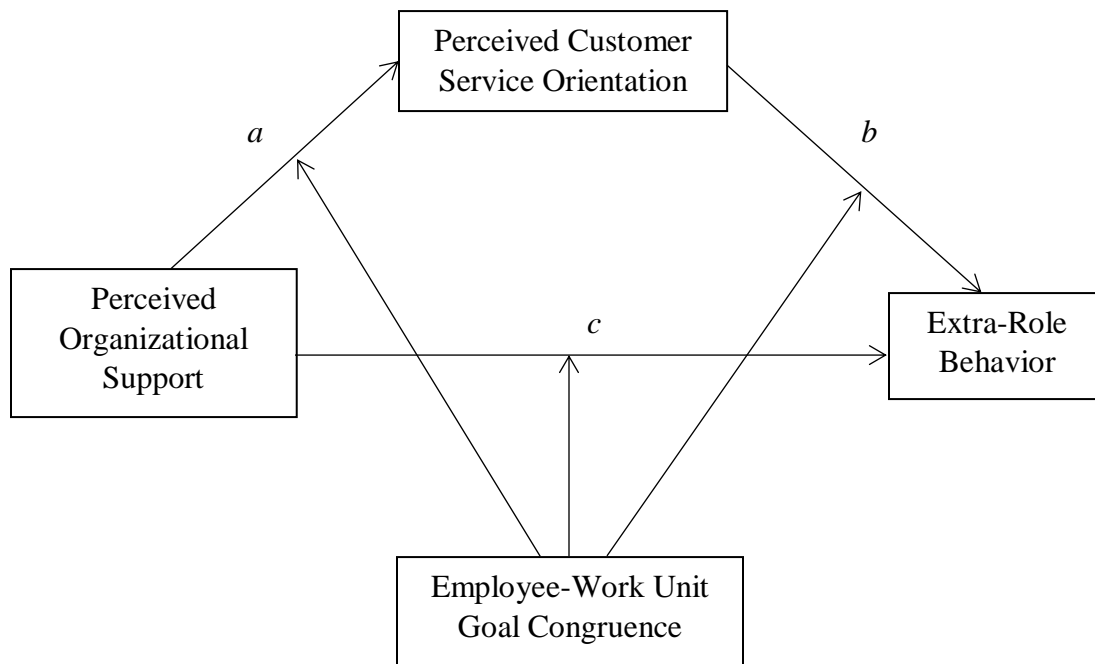 Perceived Customer
Service Orientation
a
b
Perceived
Organizational
Support
c
Extra-Role
Behavior
Employee-Work Unit
Goal Congruence